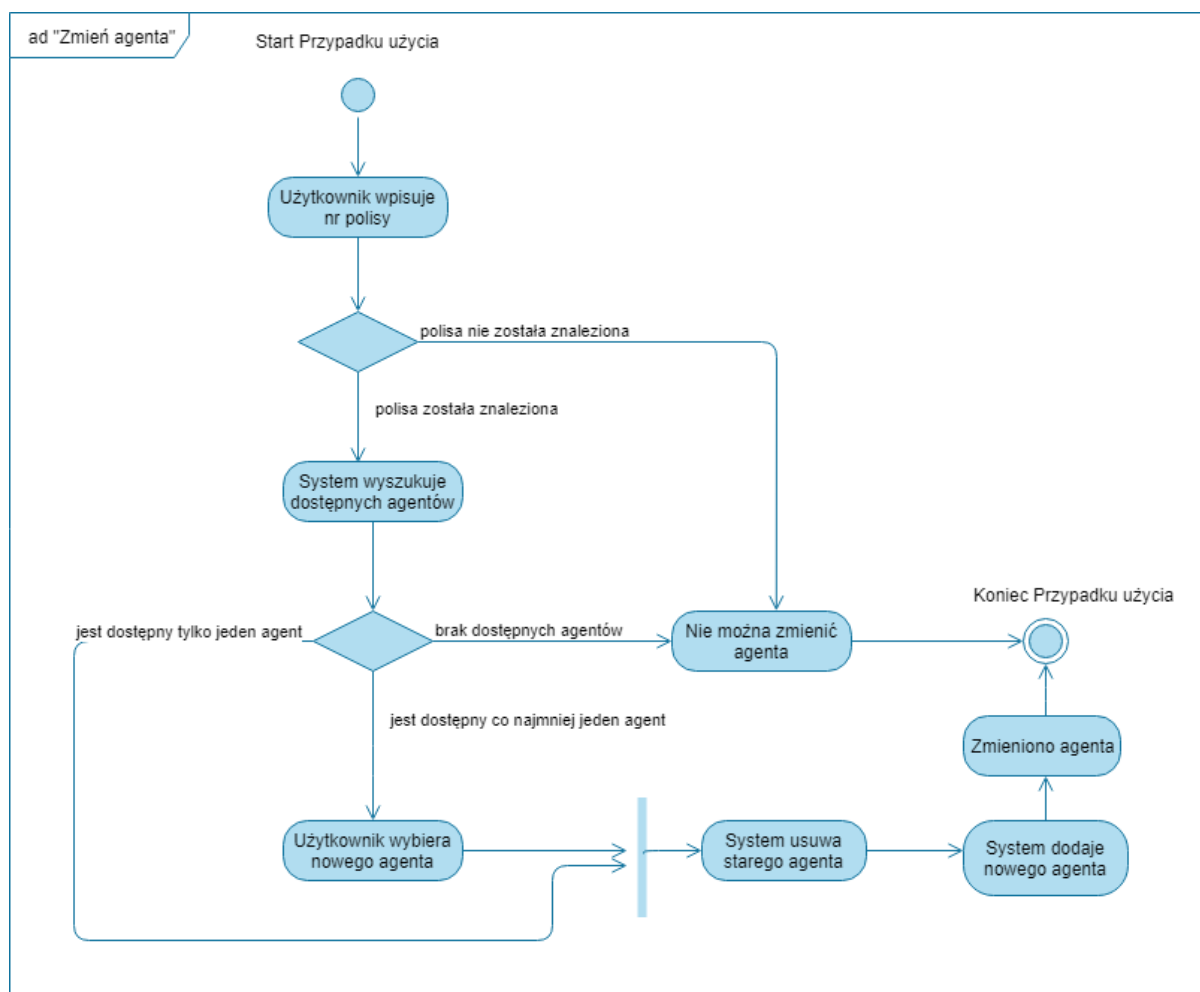 ad "Zmień agenta"
Start Przypadku użycia
Użytkownik wpisuje
nr polisy
polisa nie została znaleziona
polisa została znaleziona
System wyszukuje
dostępnych agentów
Koniec Przypadku użycia
jest dostępny tylko jeden agent
brak dostępnych agentów
Nie można zmienić
agenta
jest dostępny co najmniej jeden agent
Zmieniono agenta
Użytkownik wybiera
nowego agenta
System usuwa
starego agenta
System dodaje
nowego agenta